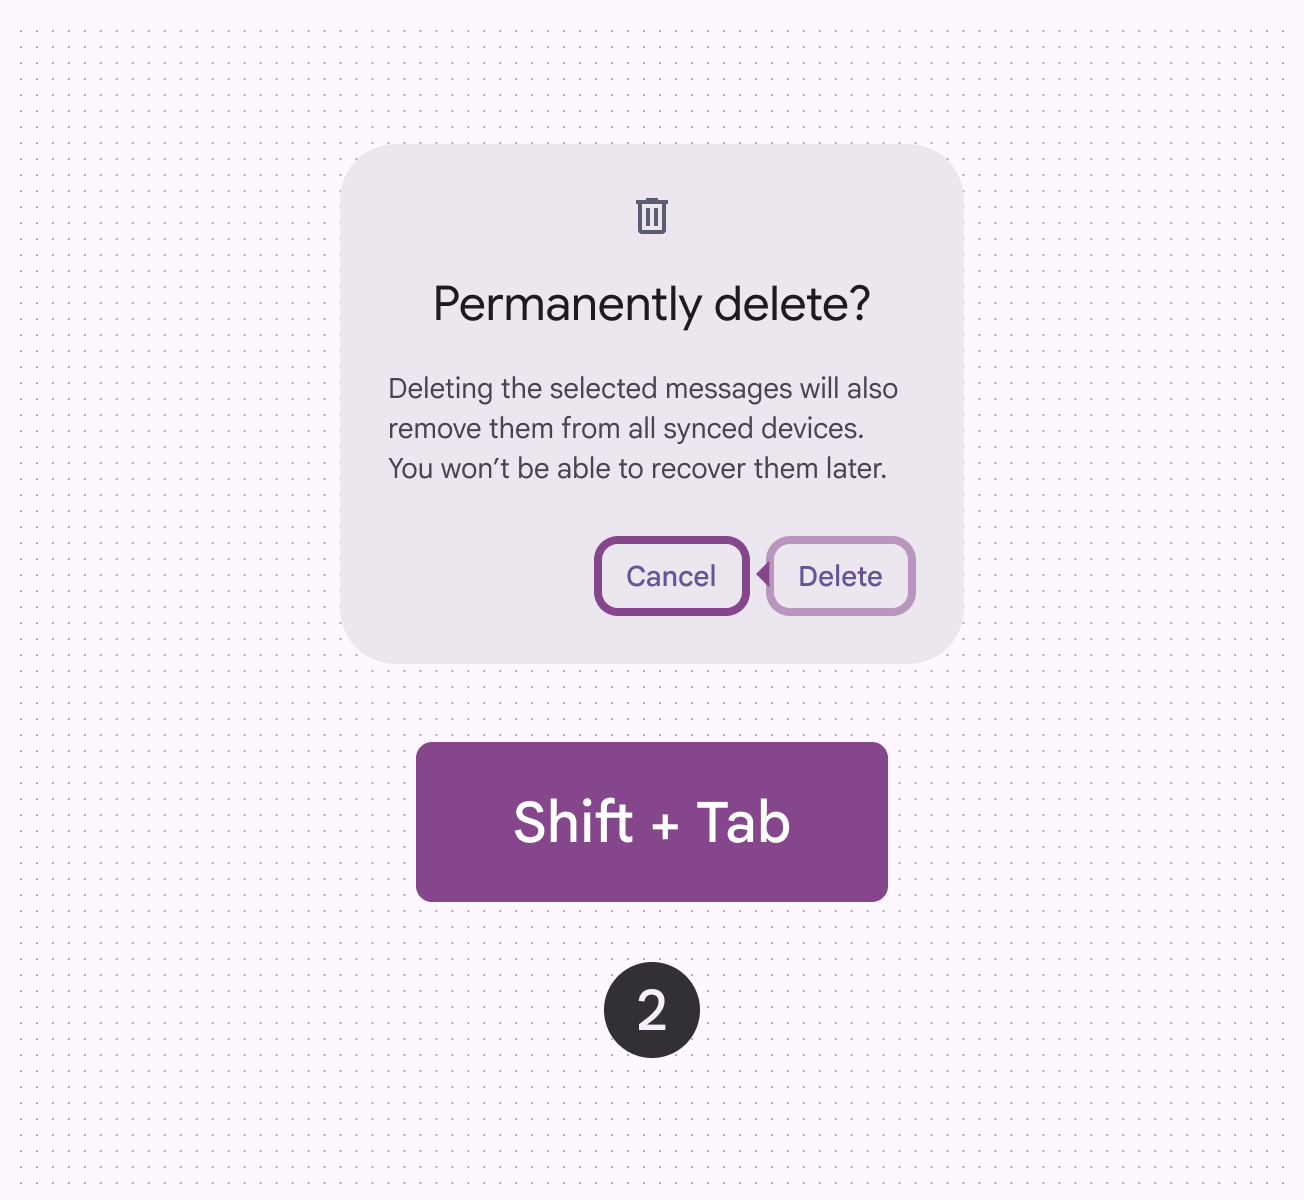 Permanently delete?
Deleting the selected messages will also
remove them from all synced devices.
You won’t be able to recover them later.
Cancel
Delete
Shift + Tab
2